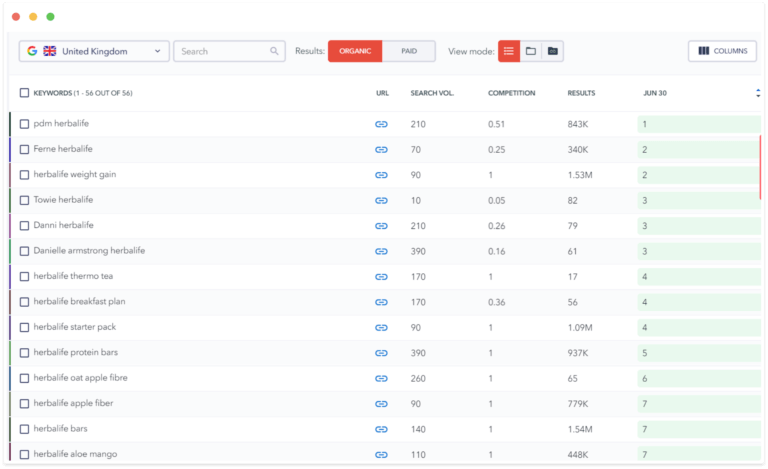 United Kingdom Search Results: ORGANIC PAID View mode: COLUMNS
KEYWORDS (1 - 56 OUT OF 56) URL SEARCH VOL. COMPETITION RESULTS JUN 30
pdm herbalife 210 0.51 843K 1
Ferne herbalife 70 0.25 340K 2
herbalife weight gain 90 1 1.53M 2
Towie herbalife 10 0.05 82 3
Danni herbalife 210 0.26 79 3
Danielle armstrong herbalife 390 0.16 61 3
herbalife thermo tea 170 1 17 4
herbalife breakfast plan 170 0.36 56 4
herbalife starter pack 90 1 1.09M 4
herbalife protein bars 390 1 937K 5
herbalife oat apple fibre 260 1 65 6
herbalife apple fiber 90 1 779K 7
herbalife bars 140 1 1.54M 7
herbalife aloe mango 110 1 448K 7